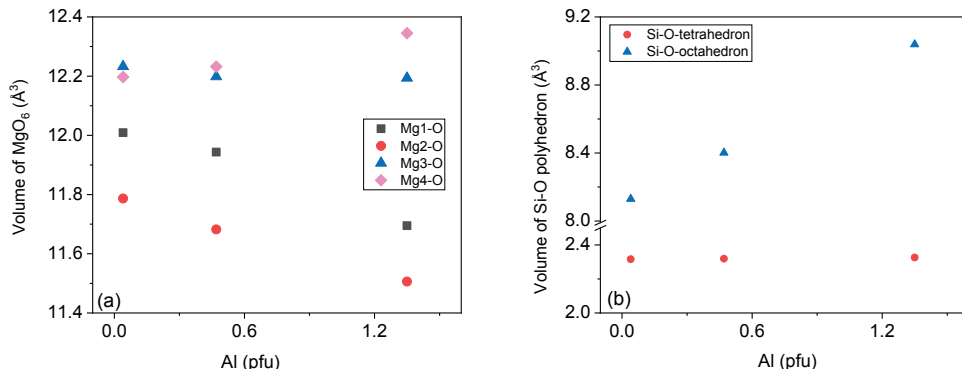 12.4
12.2
12.0
11.8
11.6
11.4
Volume of MgO₆ (Å³)
Mg1-O
Mg2-O
Mg3-O
Mg4-O
(a)
0.0
0.6
1.2
Al (pfu)
9.2
8.8
8.4
8.0
2.4
2.0
Volume of Si-O polyhedron (Å³)
Si-O-tetrahedron
Si-O-octahedron
(b)
0.0
0.6
1.2
Al (pfu)